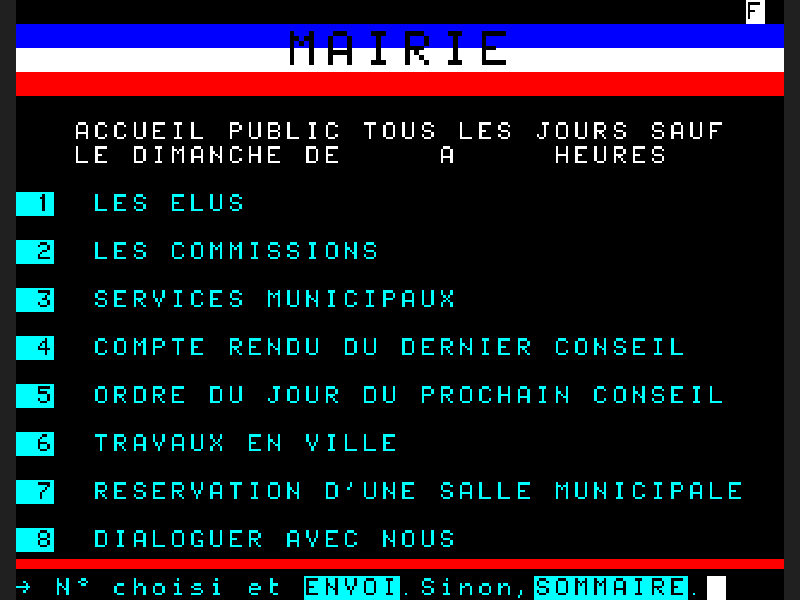 F
MAIRIE
ACCUEIL PUBLIC TOUS LES JOURS SAUF
LE DIMANCHE DE A HEURES
1 LES ELUS
2 LES COMMISSIONS
3 SERVICES MUNICIPAUX
4 COMPTE RENDU DU DERNIER CONSEIL
5 ORDRE DU JOUR DU PROCHAIN CONSEIL
6 TRAVAUX EN VILLE
7 RESERVATION D'UNE SALLE MUNICIPALE
8 DIALOGUER AVEC NOUS
→ N° choisi et ENVOI.Sinon,SOMMAIRE.